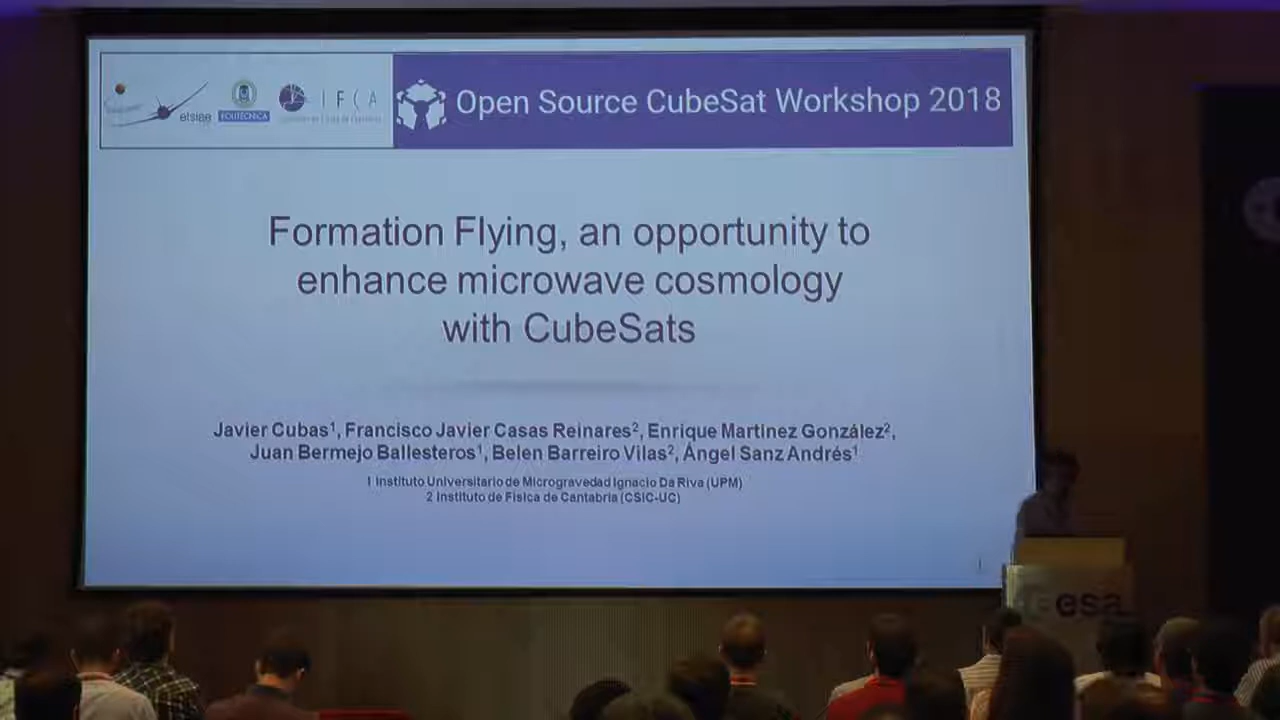 etsiae
POLITÉCNICA
IFCA
Open Source CubeSat Workshop 2018
Formation Flying, an opportunity to
enhance microwave cosmology
with CubeSats
Javier Cubas¹, Francisco Javier Casas Reinares², Enrique Martinez González²,
Juan Bermejo Ballesteros¹, Belen Barreiro Vilas², Ángel Sanz Andrés¹
1 Instituto Universitario de Microgravedad Ignacio Da Riva (UPM)
2 Instituto de Fisica de Cantabria (CSIC-UC)
1
esa